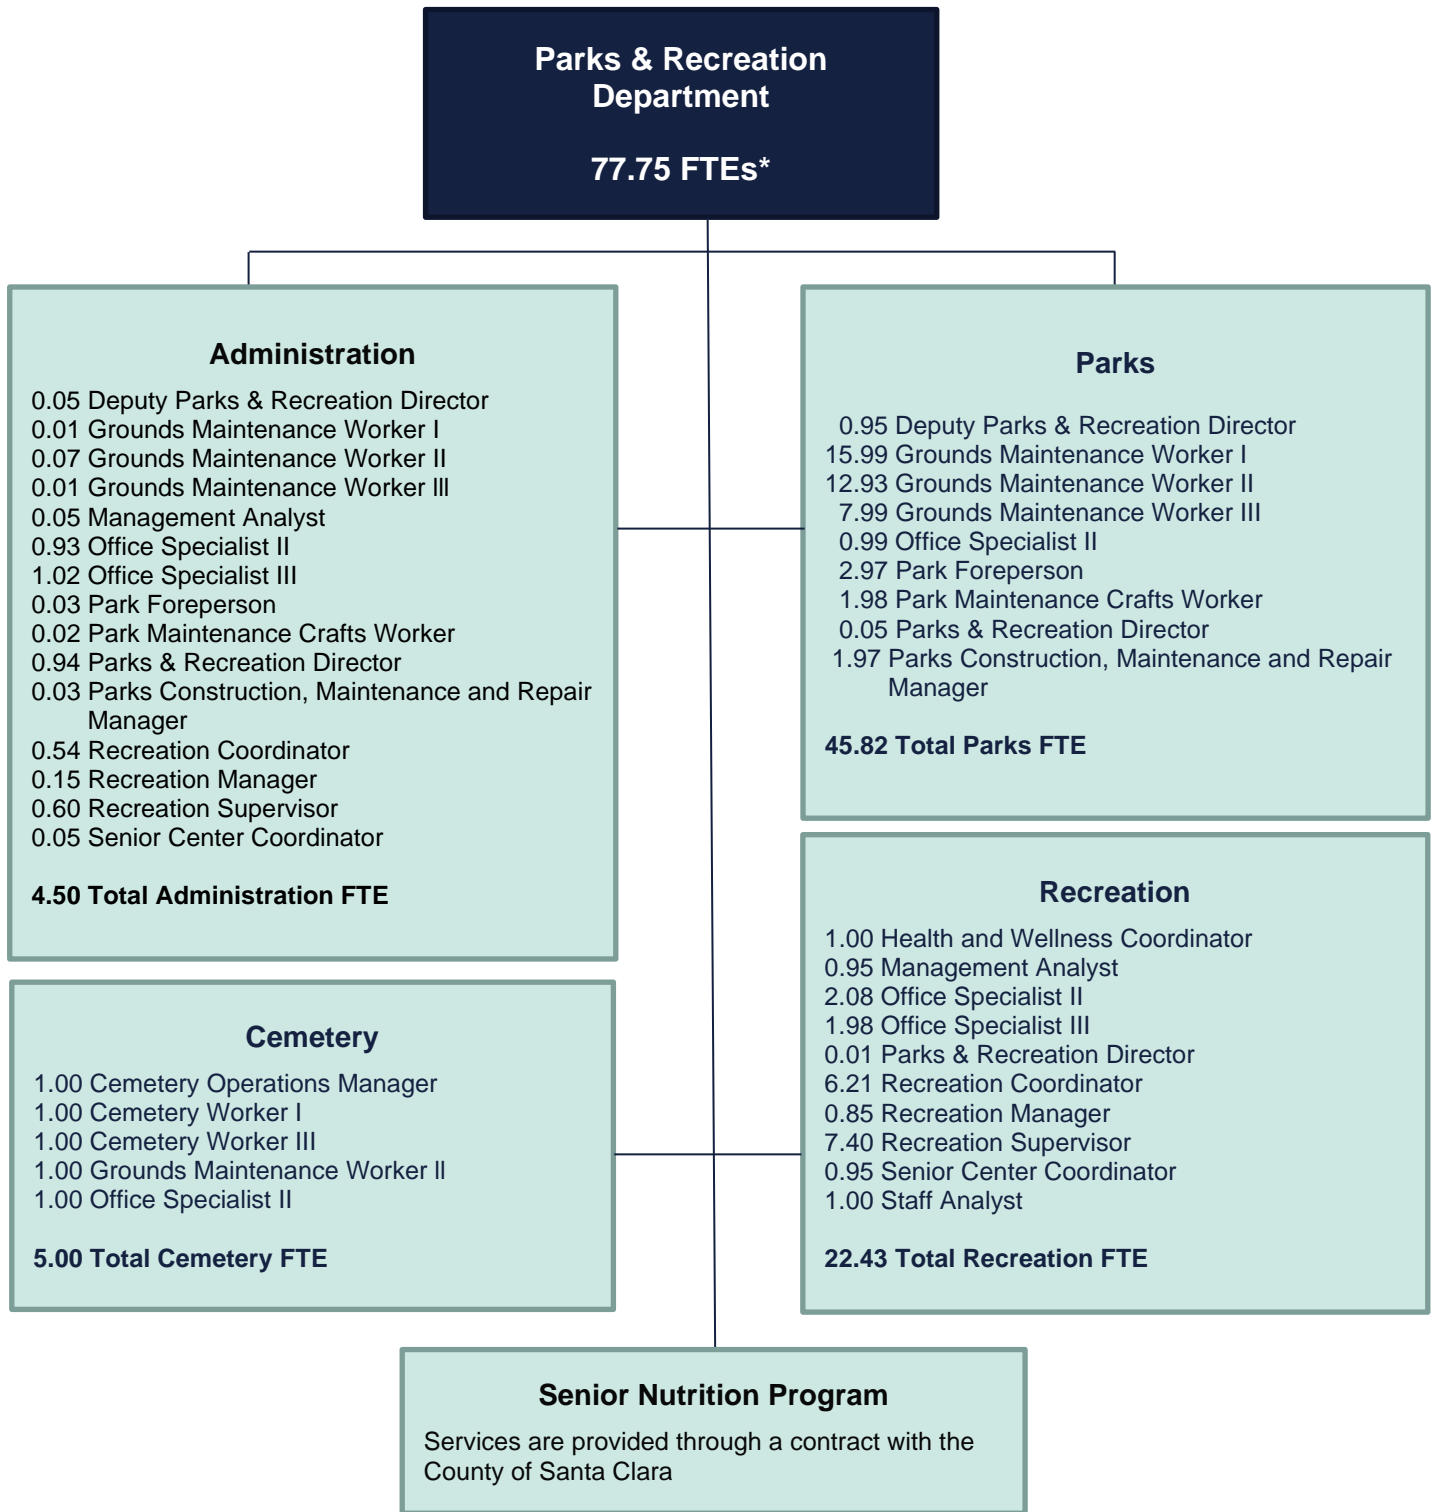 Parks & Recreation
Department
77.75 FTEs*
Administration
0.05 Deputy Parks & Recreation Director
0.01 Grounds Maintenance Worker I
0.07 Grounds Maintenance Worker II
0.01 Grounds Maintenance Worker III
0.05 Management Analyst
0.93 Office Specialist II
1.02 Office Specialist III
0.03 Park Foreperson
0.02 Park Maintenance Crafts Worker
0.94 Parks & Recreation Director
0.03 Parks Construction, Maintenance and Repair
Manager
0.54 Recreation Coordinator
0.15 Recreation Manager
0.60 Recreation Supervisor
0.05 Senior Center Coordinator
4.50 Total Administration FTE
Parks
0.95 Deputy Parks & Recreation Director
15.99 Grounds Maintenance Worker I
12.93 Grounds Maintenance Worker II
7.99 Grounds Maintenance Worker III
0.99 Office Specialist II
2.97 Park Foreperson
1.98 Park Maintenance Crafts Worker
0.05 Parks & Recreation Director
1.97 Parks Construction, Maintenance and Repair
Manager
45.82 Total Parks FTE
Cemetery
1.00 Cemetery Operations Manager
1.00 Cemetery Worker I
1.00 Cemetery Worker III
1.00 Grounds Maintenance Worker II
1.00 Office Specialist II
5.00 Total Cemetery FTE
Recreation
1.00 Health and Wellness Coordinator
0.95 Management Analyst
2.08 Office Specialist II
1.98 Office Specialist III
0.01 Parks & Recreation Director
6.21 Recreation Coordinator
0.85 Recreation Manager
7.40 Recreation Supervisor
0.95 Senior Center Coordinator
1.00 Staff Analyst
22.43 Total Recreation FTE
Senior Nutrition Program
Services are provided through a contract with the
County of Santa Clara